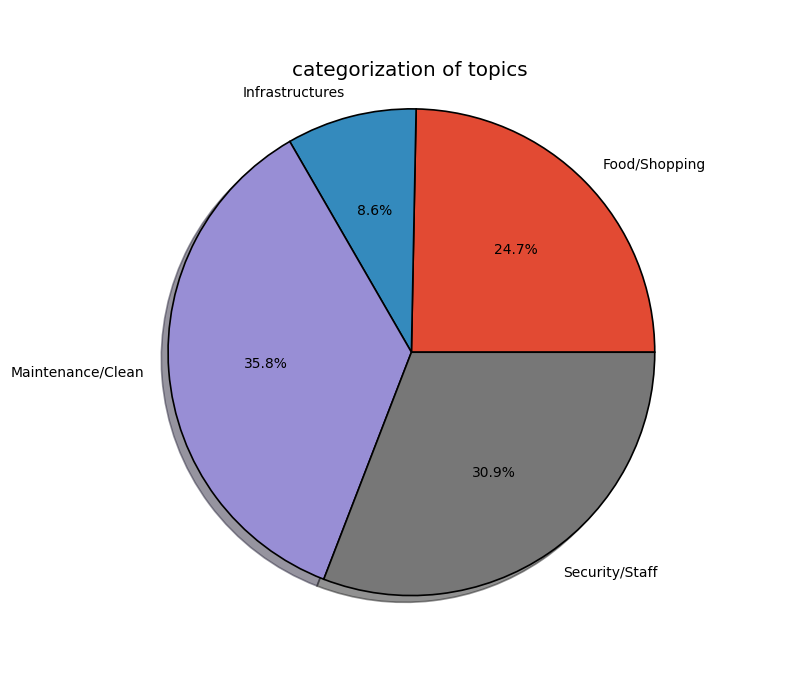 categorization of topics
Infrastructures
Food/Shopping
8.6%
24.7%
35.8%
Maintenance/Clean
30.9%
Security/Staff